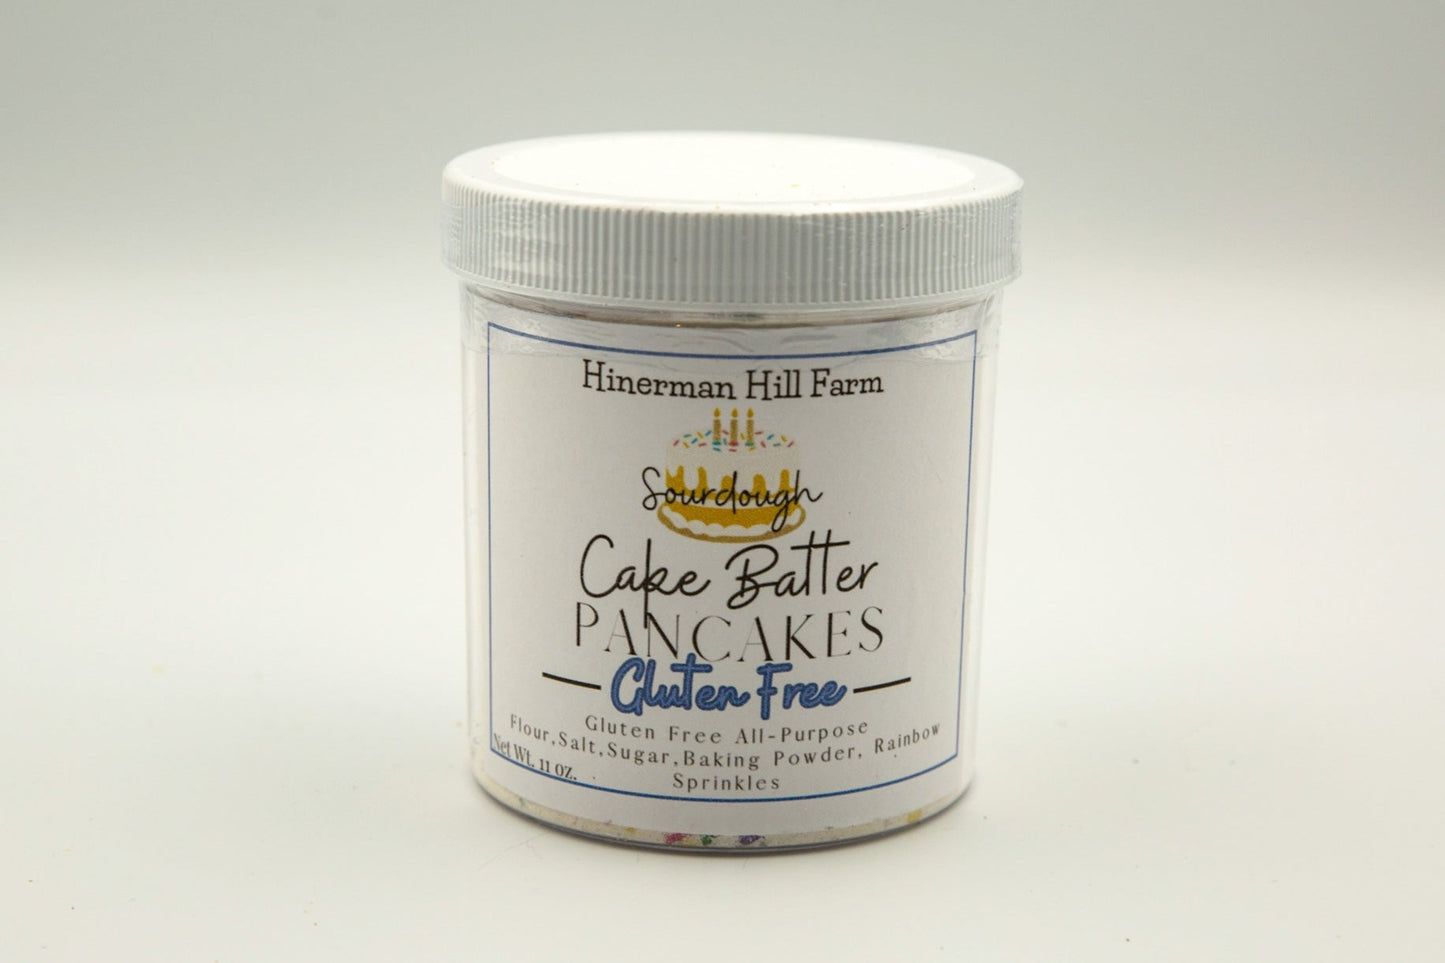 Hinerman Hill Farm
Sourdough
Cake Batter
PANCAKES
Gluten Free
Gluten Free All-Purpose
Flour,Salt,Sugar,Baking Powder, Rainbow
Sprinkles
Net Wt. 11 oz.